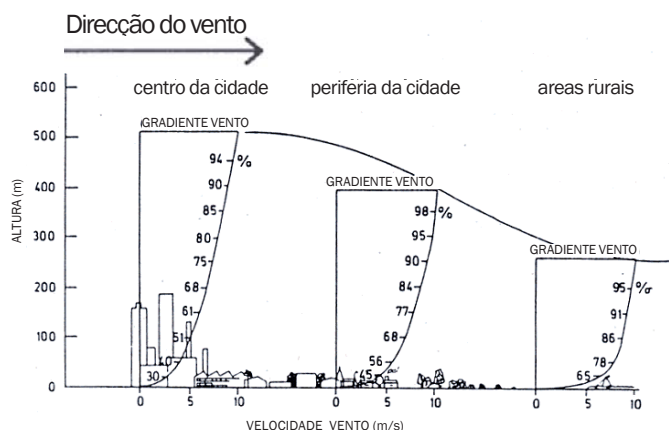 Direcção do vento
centro da cidade
periféria da cidade
areas rurais
ALTURA (m)
600
500
400
300
200
100
0
GRADIENTE VENTO
94 %
90
85
80
75
68
61
51
30
GRADIENTE VENTO
98 %
95
90
84
77
68
56
45
GRADIENTE VENTO
95 %
91
86
78
65
0 5 10
0 5 10
0 5 10
VELOCIDADE VENTO (m/s)